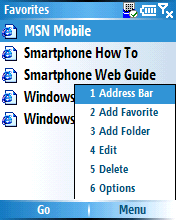 Favorites
MSN Mobile
Smartphone How To
Smartphone Web Guide
Windows
Windows
1 Address Bar
2 Add Favorite
3 Add Folder
4 Edit
5 Delete
6 Options
Go
Menu